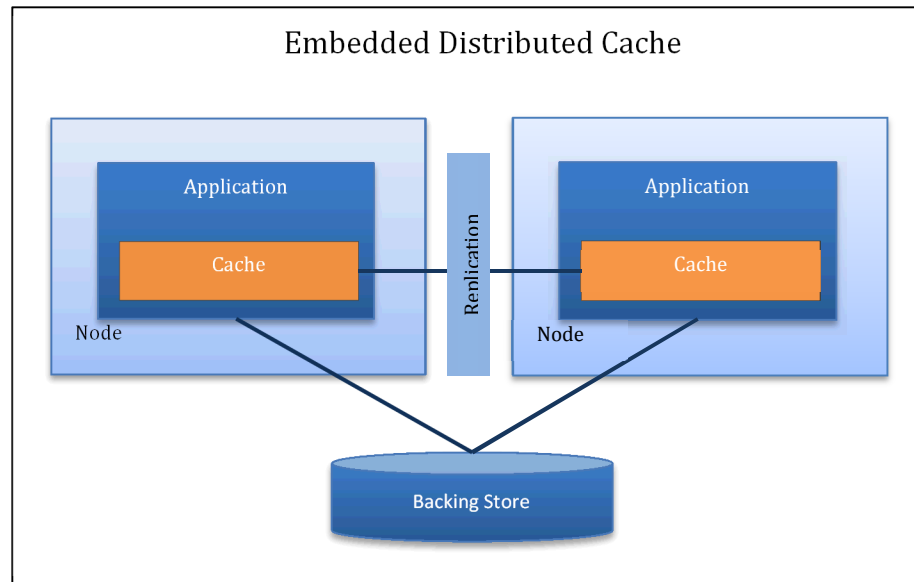 Embedded Distributed Cache
Application
Cache
Node
Replication
Application
Cache
Node
Backing Store